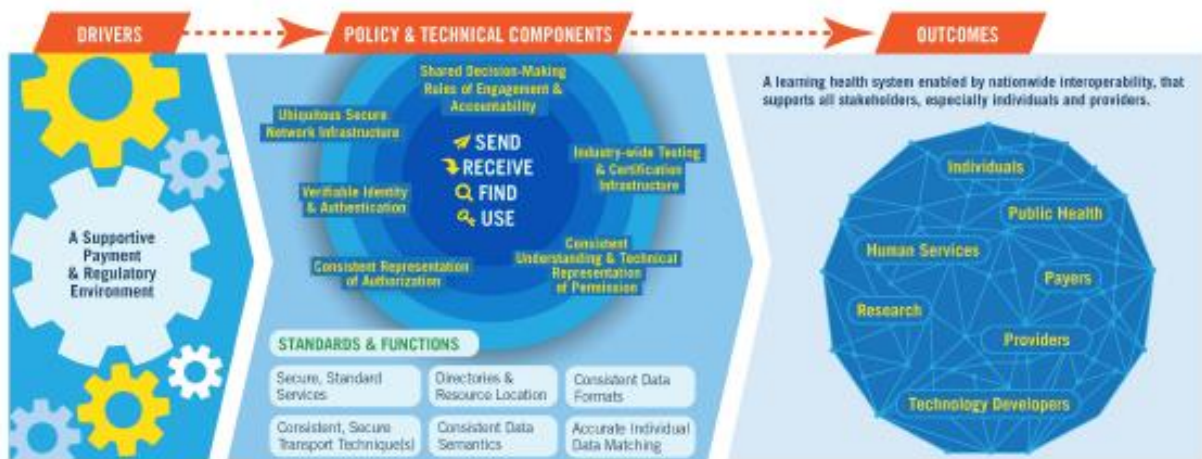 DRIVERS
POLICY & TECHNICAL COMPONENTS
OUTCOMES
A Supportive
Payment
& Regulatory
Environment
Shared Decision-Making
Rules of Engagement &
Accountability
Ubiquitous Secure
Network Infrastructure
Verifiable Identity
& Authentication
Consistent Representation
of Authorization
SEND
RECEIVE
FIND
USE
Industry-wide Testing
& Certification
Infrastructure
Consistent
Understanding & Technical
Representation
of Permission
STANDARDS & FUNCTIONS
Secure, Standard
Services
Directories &
Resource Location
Consistent Data
Formats
Consistent, Secure
Transport Technique(s)
Consistent Data
Semantics
Accurate Individual
Data Matching
A learning health system enabled by nationwide interoperability, that
supports all stakeholders, especially individuals and providers.
Individuals
Public Health
Human Services
Payers
Research
Providers
Technology Developers